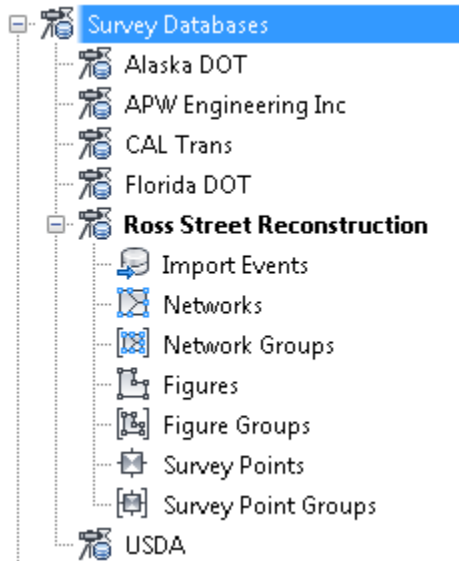 Survey Databases
Alaska DOT
APW Engineering Inc
CAL Trans
Florida DOT
Ross Street Reconstruction
Import Events
Networks
Network Groups
Figures
Figure Groups
Survey Points
Survey Point Groups
USDA